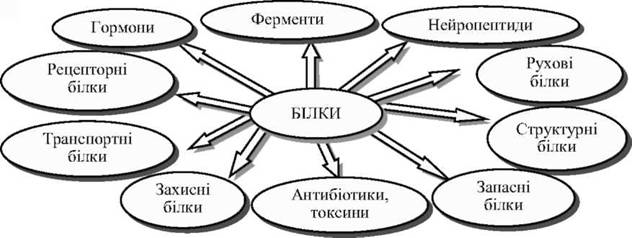 Гормони
Ферменти
Нейропептиди
Рецепторні
білки
Рухові
білки
БІЛКИ
Транспортні
білки
Структурні
білки
Захисні
білки
Антибіотики,
токсини
Запасні
білки